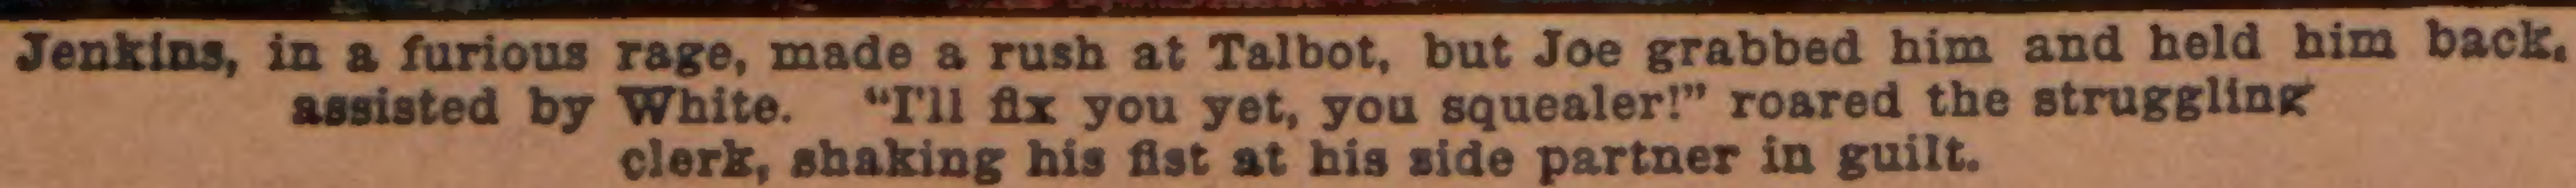 Jenkins, in a furious rage, made a rush at Talbot, but Joe grabbed him and held him back,
assisted by White. “I'll fix you yet, you squealer!” roared the struggling
clerk, shaking his fist at his side partner in guilt.